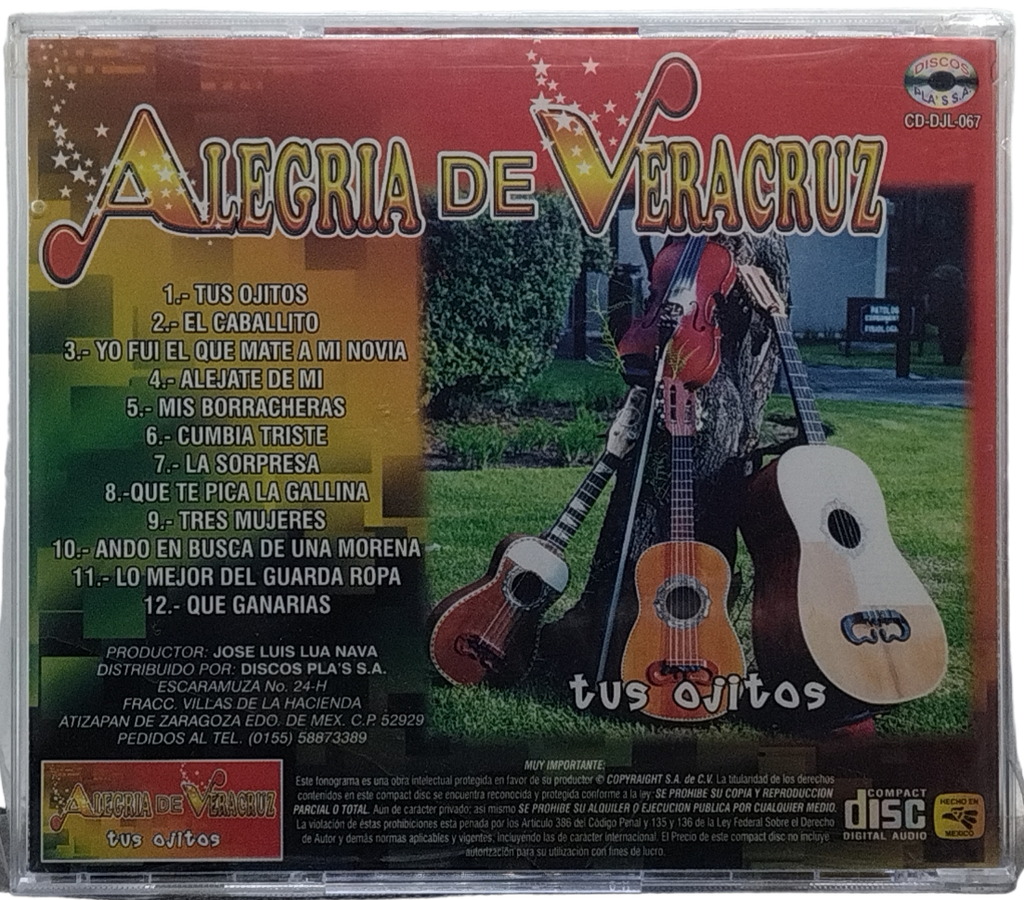 DISCOS
PLA'S S.A.
CD-DJL-067
ALEGRIA DE VERACRUZ
1.- TUS OJITOS
2.- EL CABALLITO
3.- YO FUI EL QUE MATE A MI NOVIA
4.- ALEJATE DE MI
5.- MIS BORRACHERAS
6.- CUMBIA TRISTE
7.- LA SORPRESA
8.-QUE TE PICA LA GALLINA
9.- TRES MUJERES
10.- ANDO EN BUSCA DE UNA MORENA
11.- LO MEJOR DEL GUARDA ROPA
12.- QUE GANARIAS
PRODUCTOR: JOSE LUIS LUA NAVA
DISTRIBUIDO POR: DISCOS PLA'S S.A.
ESCARAMUZA No. 24-H
FRACC. VILLAS DE LA HACIENDA
ATIZAPAN DE ZARAGOZA EDO. DE MEX. C.P. 52929
PEDIDOS AL TEL. (0155) 58873389
tus ojitos
ALEGRIA DE VERACRUZ
tus ojitos
MUY IMPORTANTE:
Este fonograma es una obra intelectual protegida en favor de su productor © COPYRAIGHT S.A. de C.V. La titularidad de los derechos
contenidos en este compact disc se encuentra reconocida y protegida conforme a la ley: SE PROHIBE SU COPIA Y REPRODUCCION
PARCIAL O TOTAL. Aun de carácter privado; así mismo SE PROHIBE SU ALQUILER O EJECUCION PUBLICA POR CUALQUIER MEDIO.
La violación de éstas prohibiciones está penada por los Articulo 386 del Código Penal y 135 y 136 de la Ley Federal Sobre el Derecho
de Autor y demás normas aplicables y vigentes; incluyendo las de carácter internacional. El Precio de este compact disc no incluye
autorización para su utilización con fines de lucro.
COMPACT
disc
DIGITAL AUDIO
HECHO EN
MEXICO